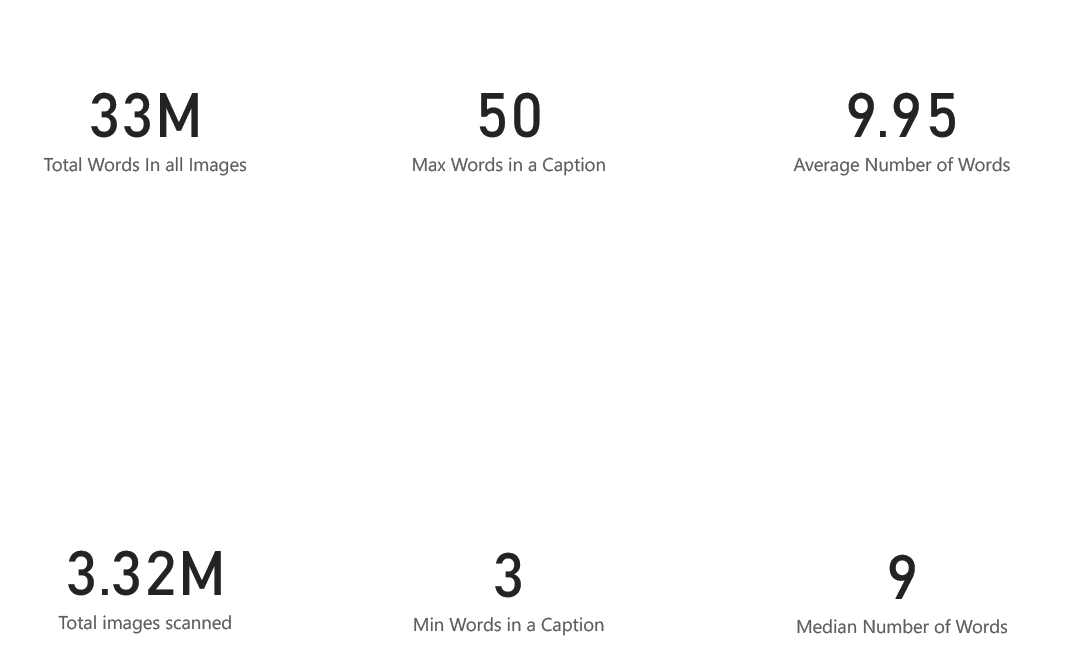 33M
Total Words In all Images
50
Max Words in a Caption
9.95
Average Number of Words
3.32M
Total images scanned
3
Min Words in a Caption
9
Median Number of Words